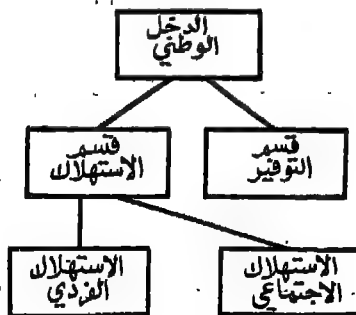 الدخل
الوطني
قسم
الاستهلاك
قسم
التوفير
الاستهلاك
الفردي
الاستهلاك
الاجتماعي